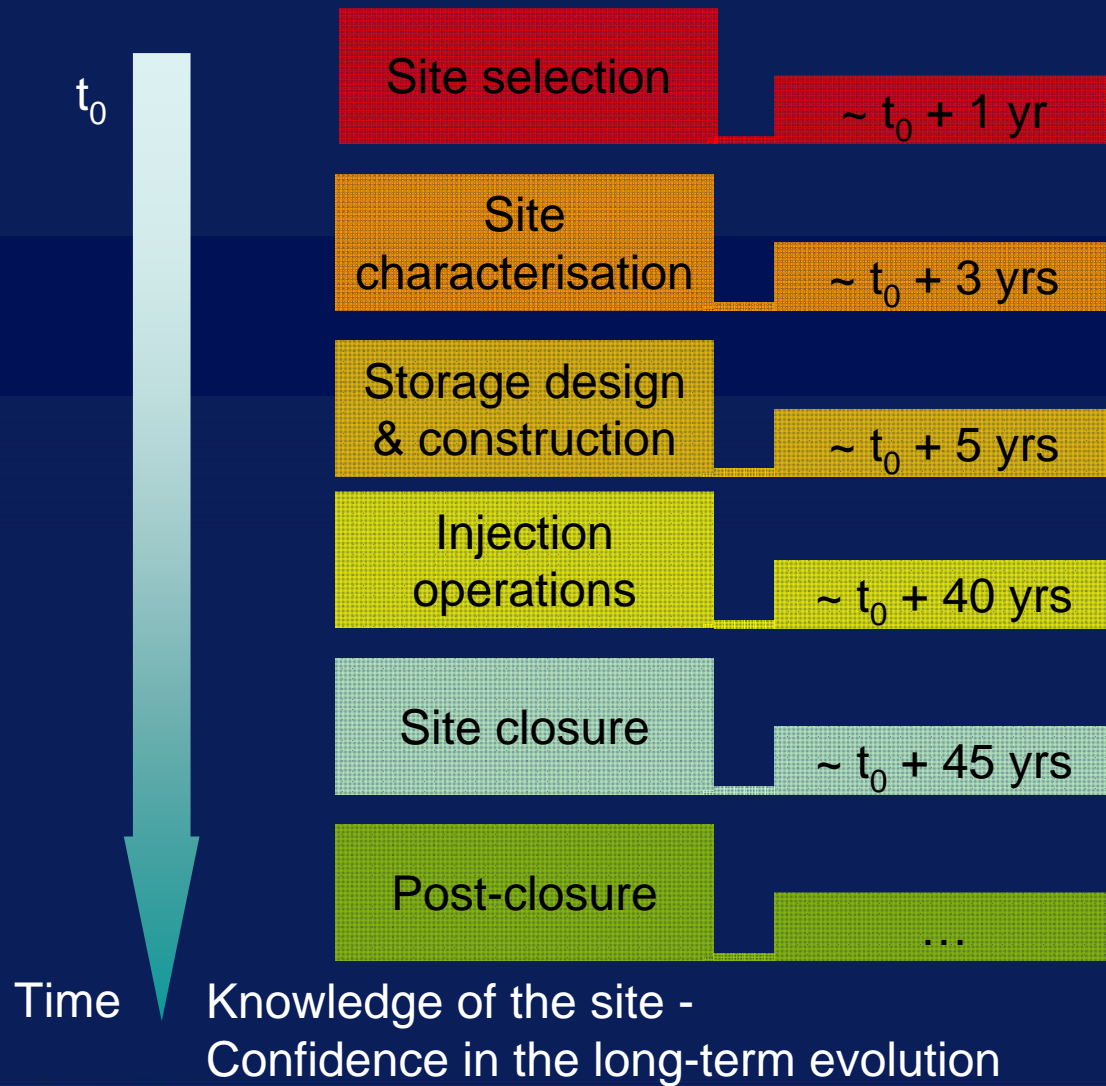 t₀
Site selection
~ t₀ + 1 yr
Site
characterisation
~ t₀ + 3 yrs
Storage design
& construction
~ t₀ + 5 yrs
Injection
operations
~ t₀ + 40 yrs
Site closure
~ t₀ + 45 yrs
Post-closure
...
Time
Knowledge of the site -
Confidence in the long-term evolution